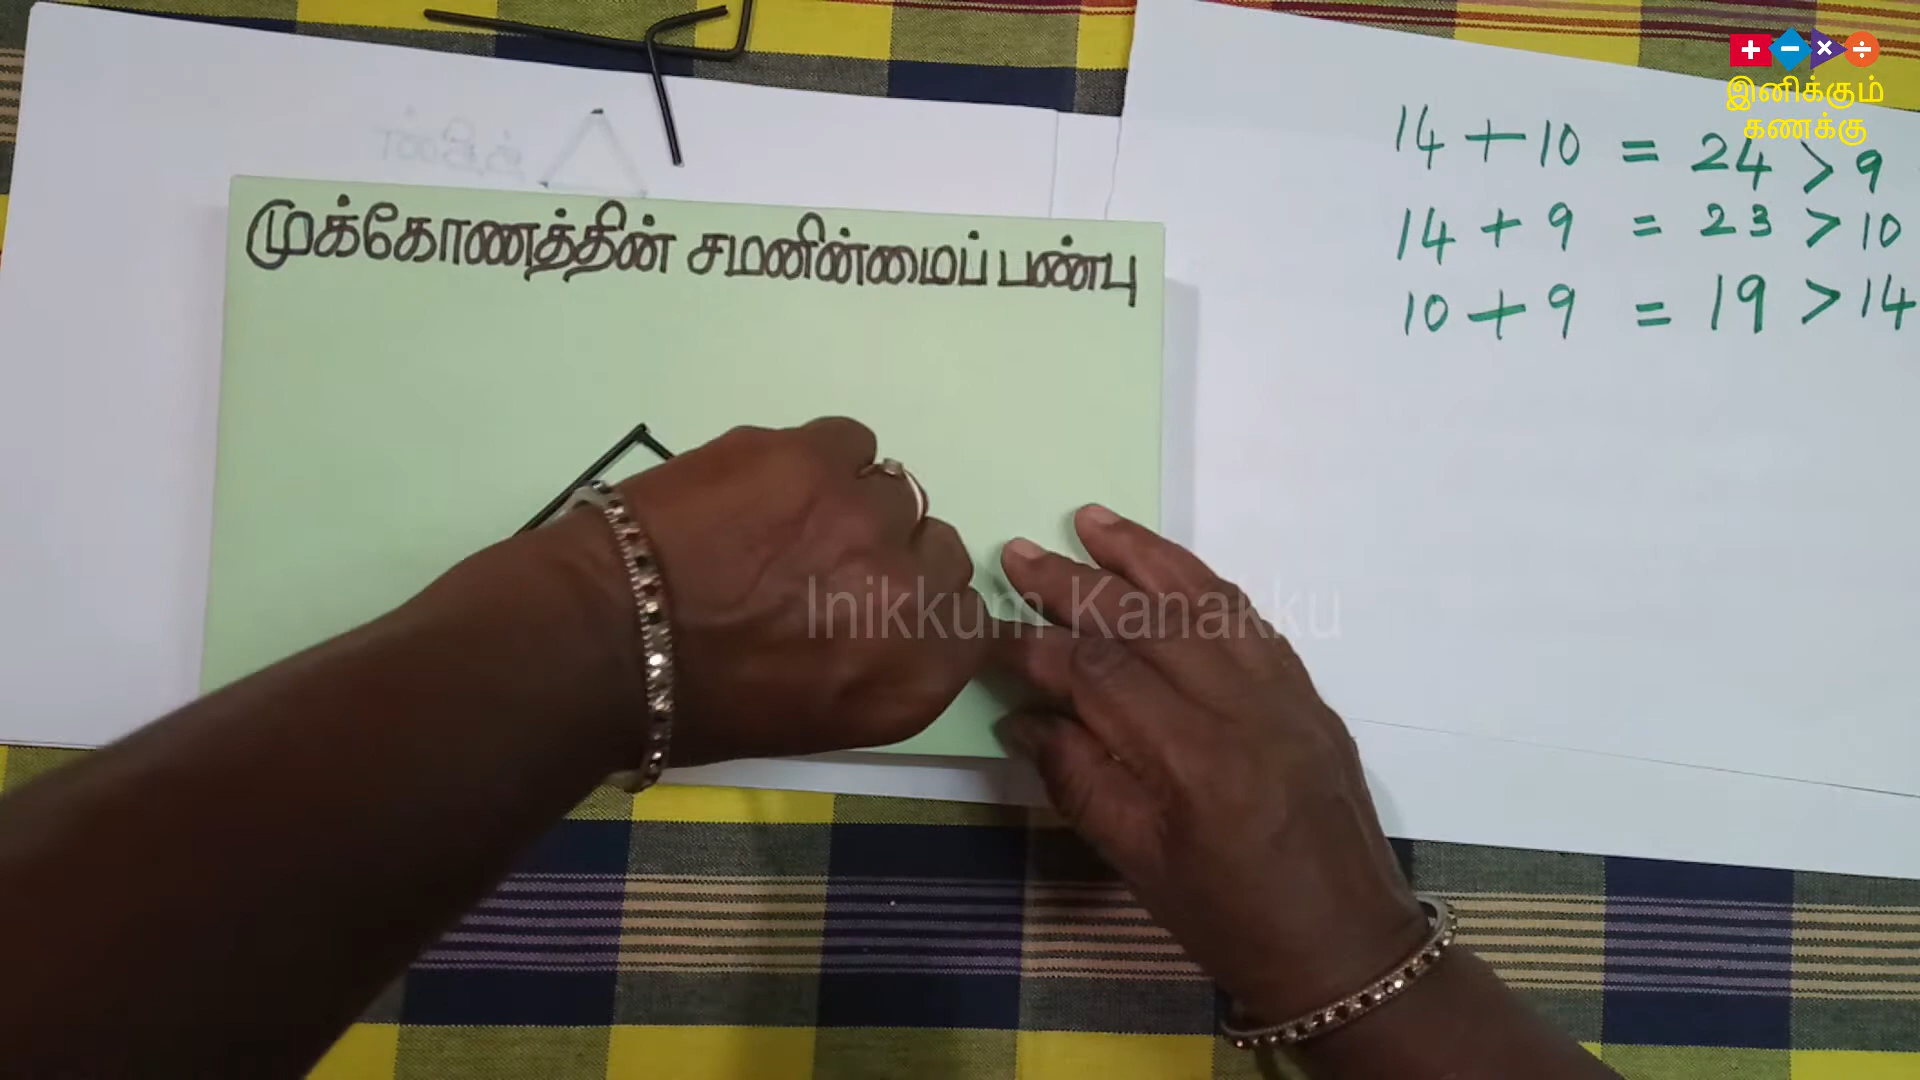 முக்கோணத்தின் சமனின்மைப் பண்பு
14 + 10 = 24 > 9
14 + 9 = 23 > 10
10 + 9 = 19 > 14
இனிக்கும்
கணக்கு
Inikkum Kanakku